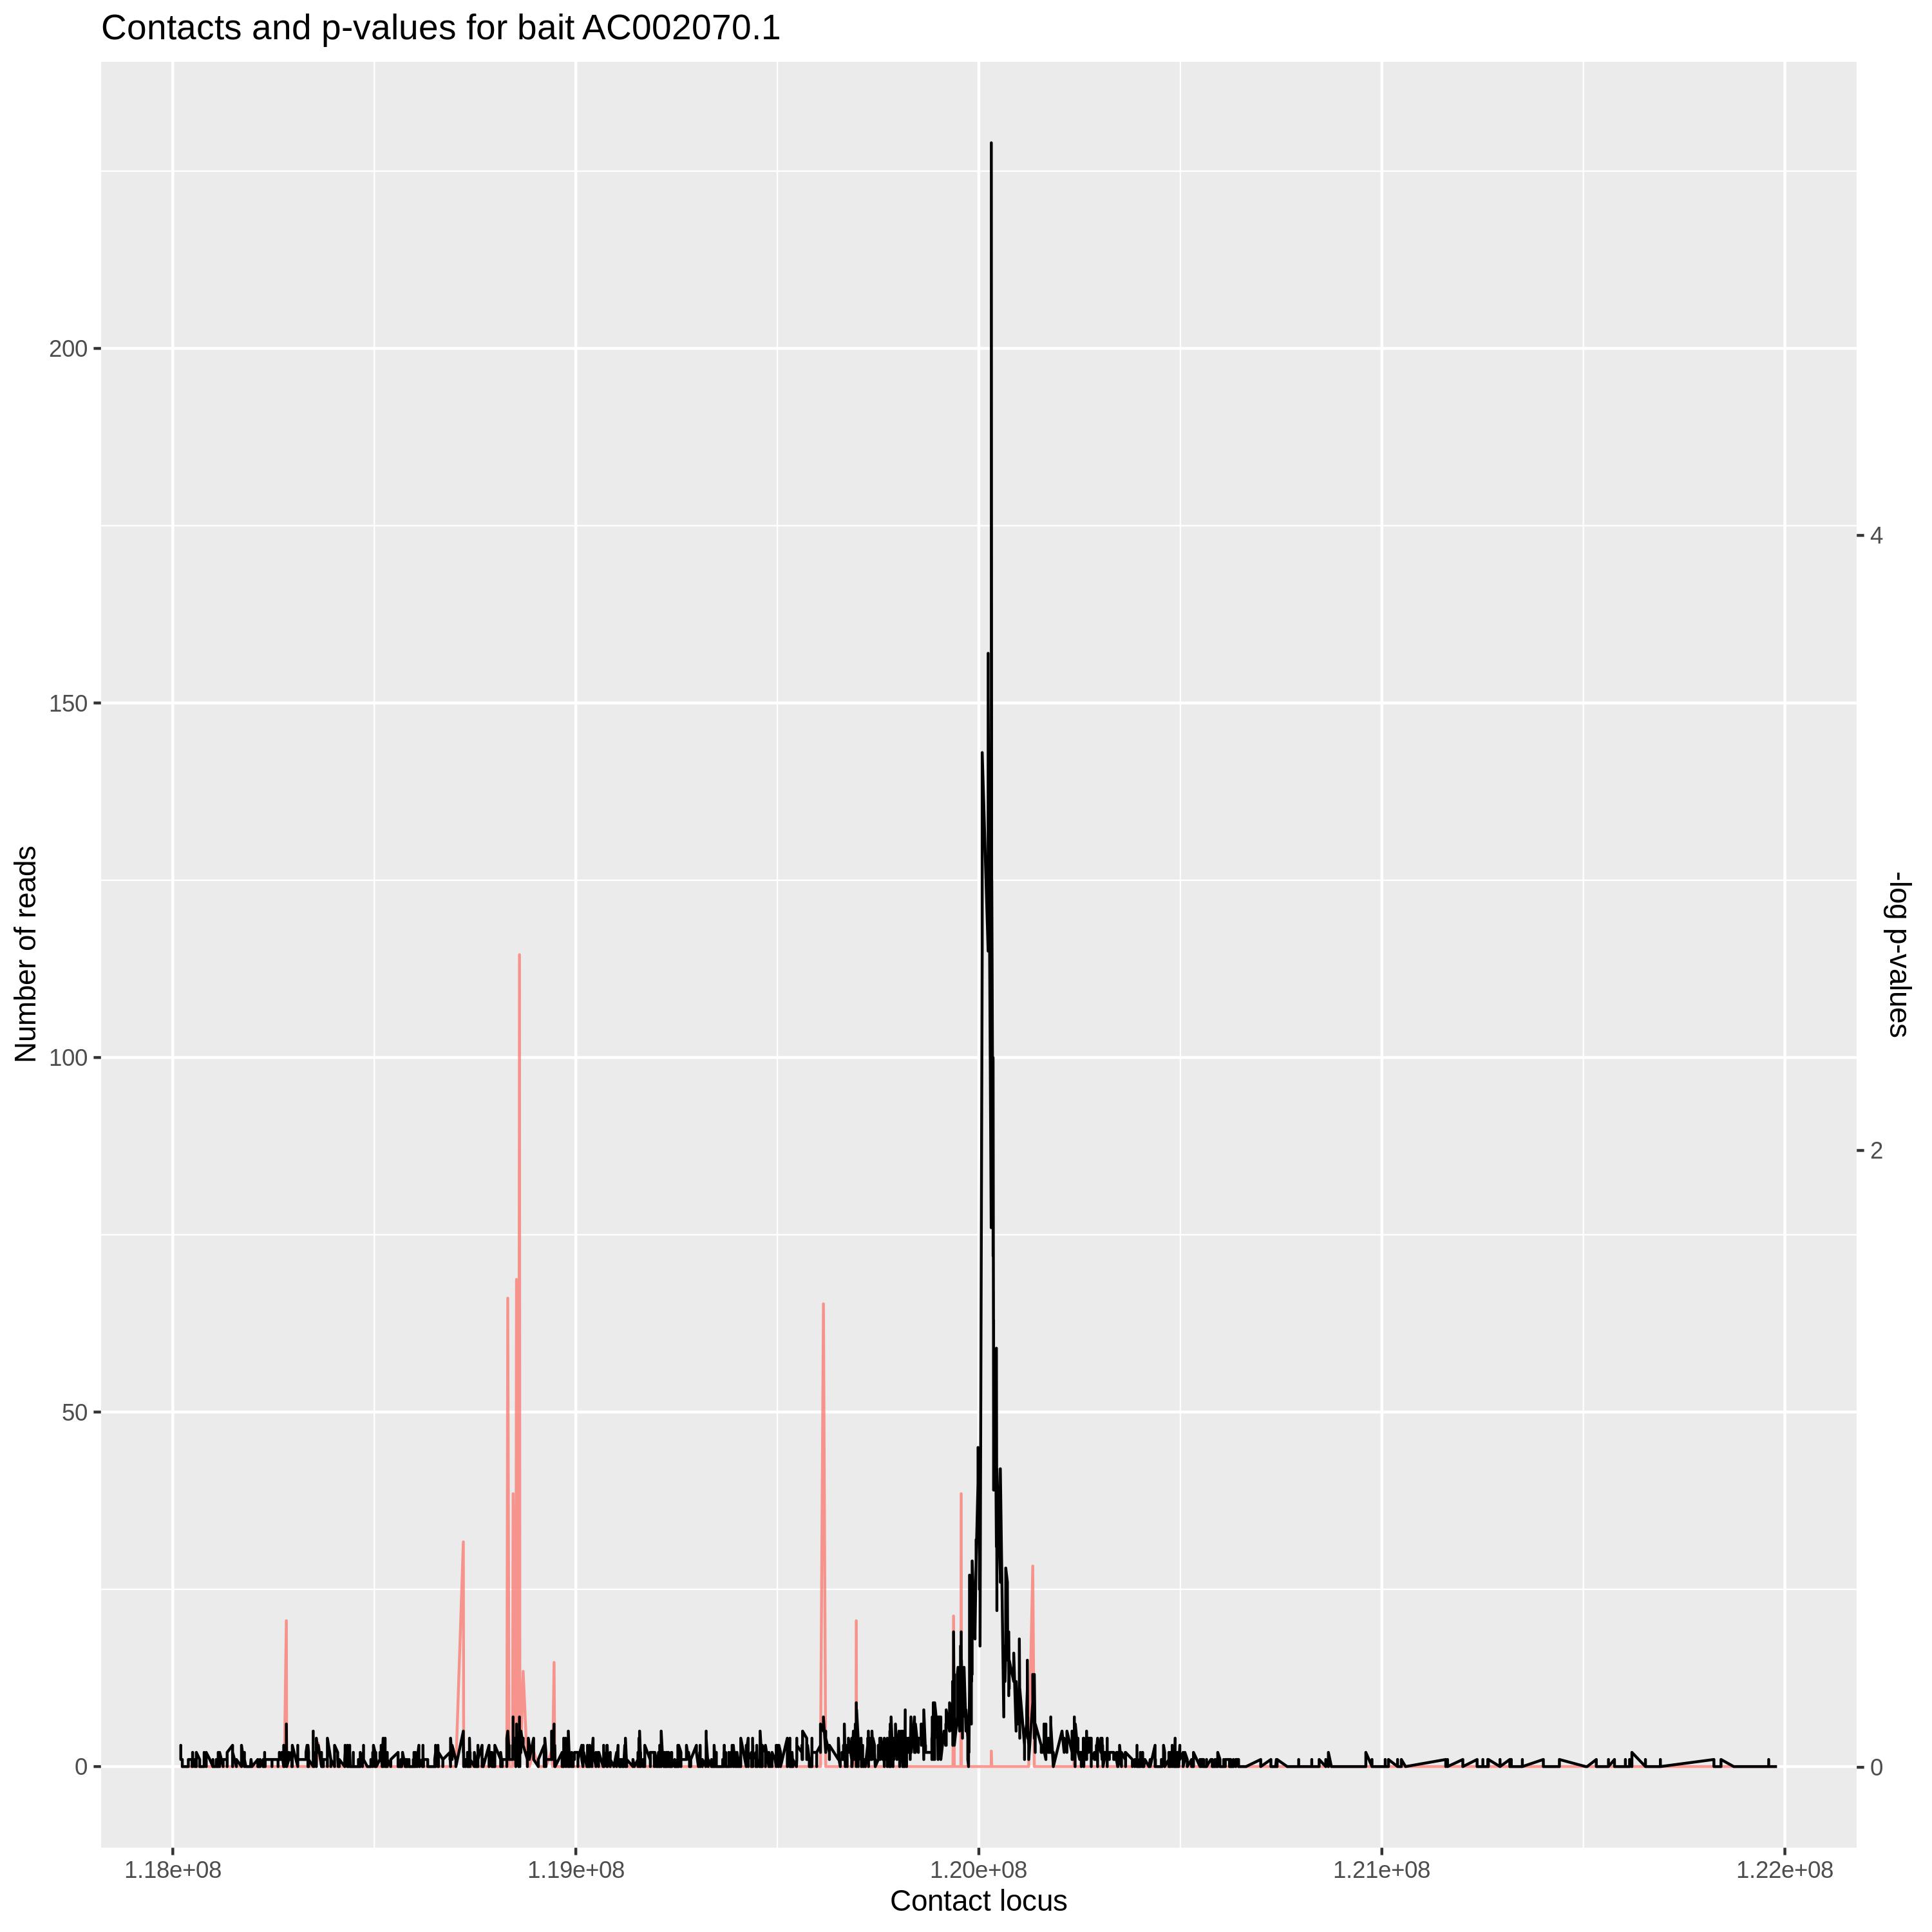 Contacts and p-values for bait AC002070.1
200
150
100
50
0
Number of reads
4
2
0
-log p-values
1.18e+08 1.19e+08 1.20e+08 1.21e+08 1.22e+08
Contact locus